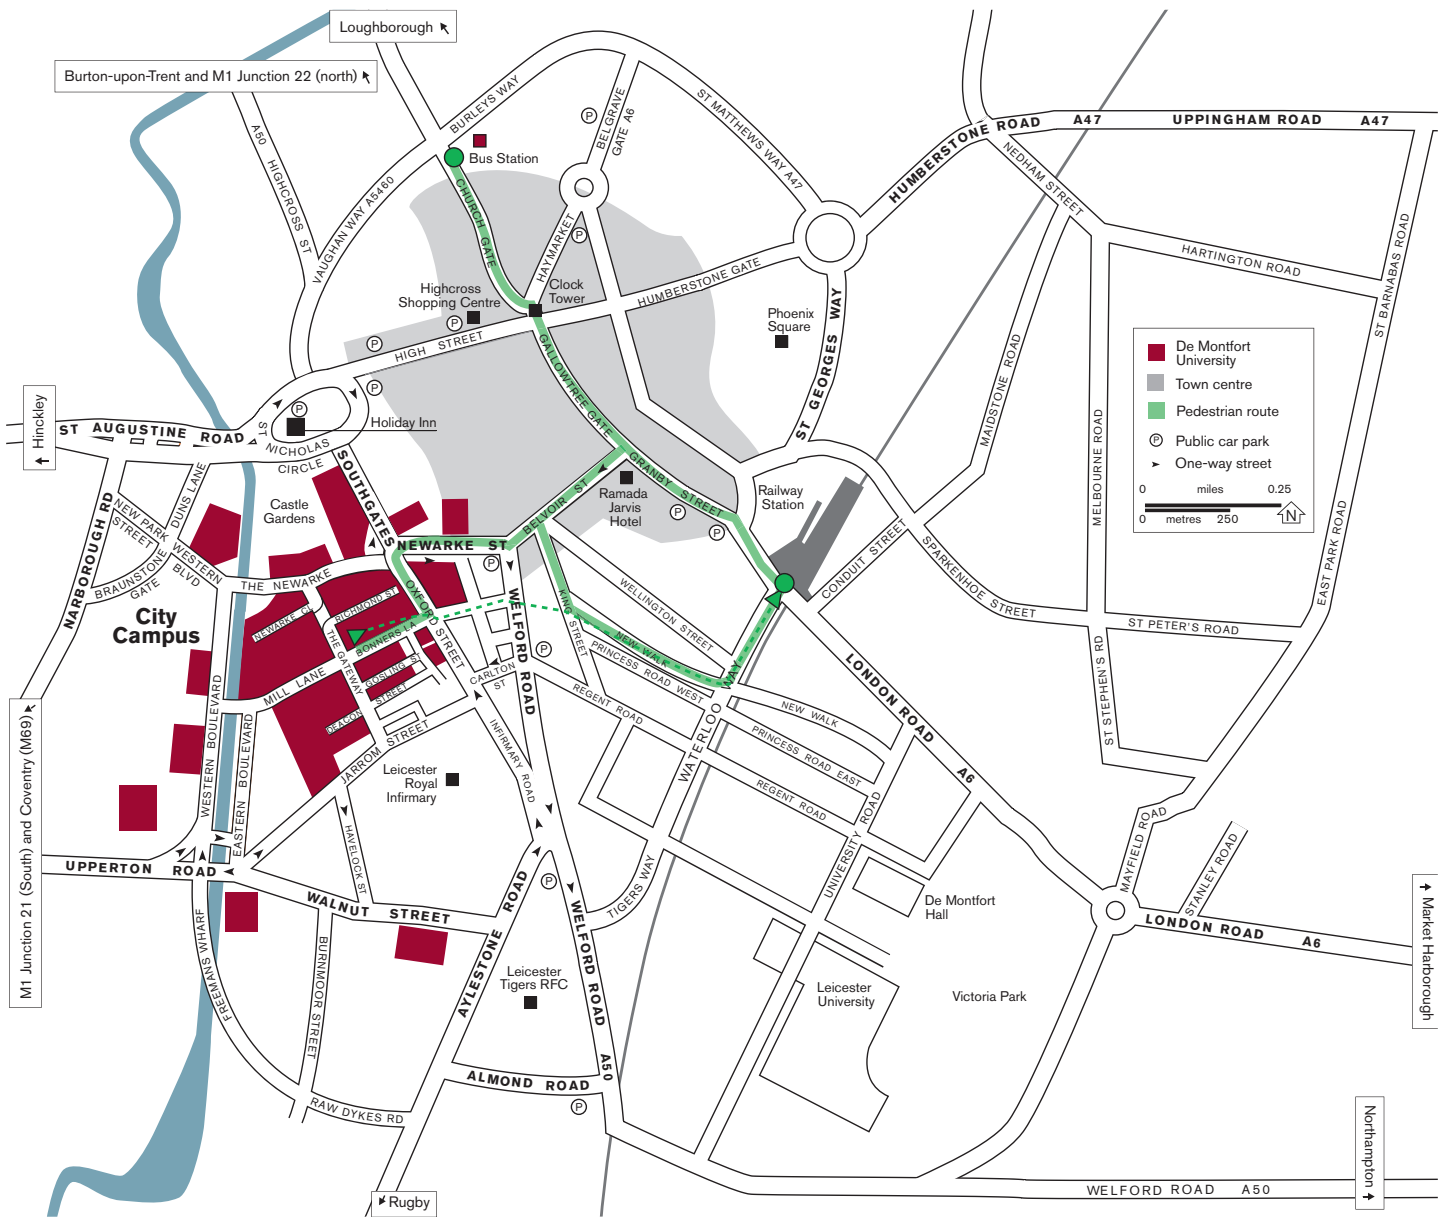 Loughborough
Burton-upon-Trent and M1 Junction 22 (north)
BURLEYS WAY
BELGRAVE
GATE A6
ST MATTHEWS WAY A47
HUMBERSTONE ROAD
A47
UPPINGHAM ROAD
A47
A50 HIGHCROSS ST
Bus Station
NEDHAM STREET
VAUGHAN WAY A5460
CHURCH GATE
HAYMARKET
HARTINGTON ROAD
ST BARNABAS ROAD
HUMBERSTONE GATE
Highcross
Shopping Centre
Clock
Tower
Phoenix
Square
ST GEORGES WAY
HIGH STREET
GALLOWTREE GATE
MAIDSTONE ROAD
De Montfort
University
Town centre
Pedestrian route
P
Public car park
One-way street
0
miles
0.25
0
metres
250
N
Hinckley
ST AUGUSTINE ROAD
Holiday Inn
ST NICHOLAS
CIRCLE
SOUTHGATES
GRANBY STREET
BELVOIR ST
Ramada
Jarvis
Hotel
Railway
Station
MELBOURNE ROAD
NARBOROUGH RD
NEW PARK
STREET
DUNS LANE
Castle
Gardens
NEWARKE ST
CONDUIT STREET
SPARKENHOE STREET
EAST PARK ROAD
BRAUNSTONE
GATE
WESTERN
BLVD
THE NEWARKE
City
Campus
NEWARKE CL
RICHMOND ST
OXFORD STREET
WELFORD ROAD
KING STREET
WELLINGTON STREET
ST PETER'S ROAD
THE GATEWAY
BONNERS LA
NEW WALK
PRINCESS ROAD WEST
WATERLOO WAY
LONDON ROAD
A6
ST STEPHEN'S RD
MILL LANE
GOSLING ST
DEACON STREET
CARLTON
ST
REGENT ROAD
NEW WALK
PRINCESS ROAD EAST
REGENT ROAD
WESTERN BOULEVARD
EASTERN BOULEVARD
JARROM STREET
INFIRMARY ROAD
Leicester
Royal
Infirmary
HAVELOCK ST
UNIVERSITY ROAD
MAYFIELD ROAD
STANLEY ROAD
M1 Junction 21 (South) and Coventry (M69)
UPPERTON ROAD
WALNUT STREET
AYLESTONE ROAD
TIGERS WAY
WELFORD ROAD
A50
De Montfort
Hall
LONDON ROAD
A6
Market Harborough
FREEMANS WHARF
BURNMOOR STREET
Leicester
Tigers RFC
Leicester
University
Victoria Park
ALMOND ROAD
RAW DYKES RD
Rugby
Northampton
WELFORD ROAD A50
P
P
P
P
P
P
P
P
P
P
P
P
P